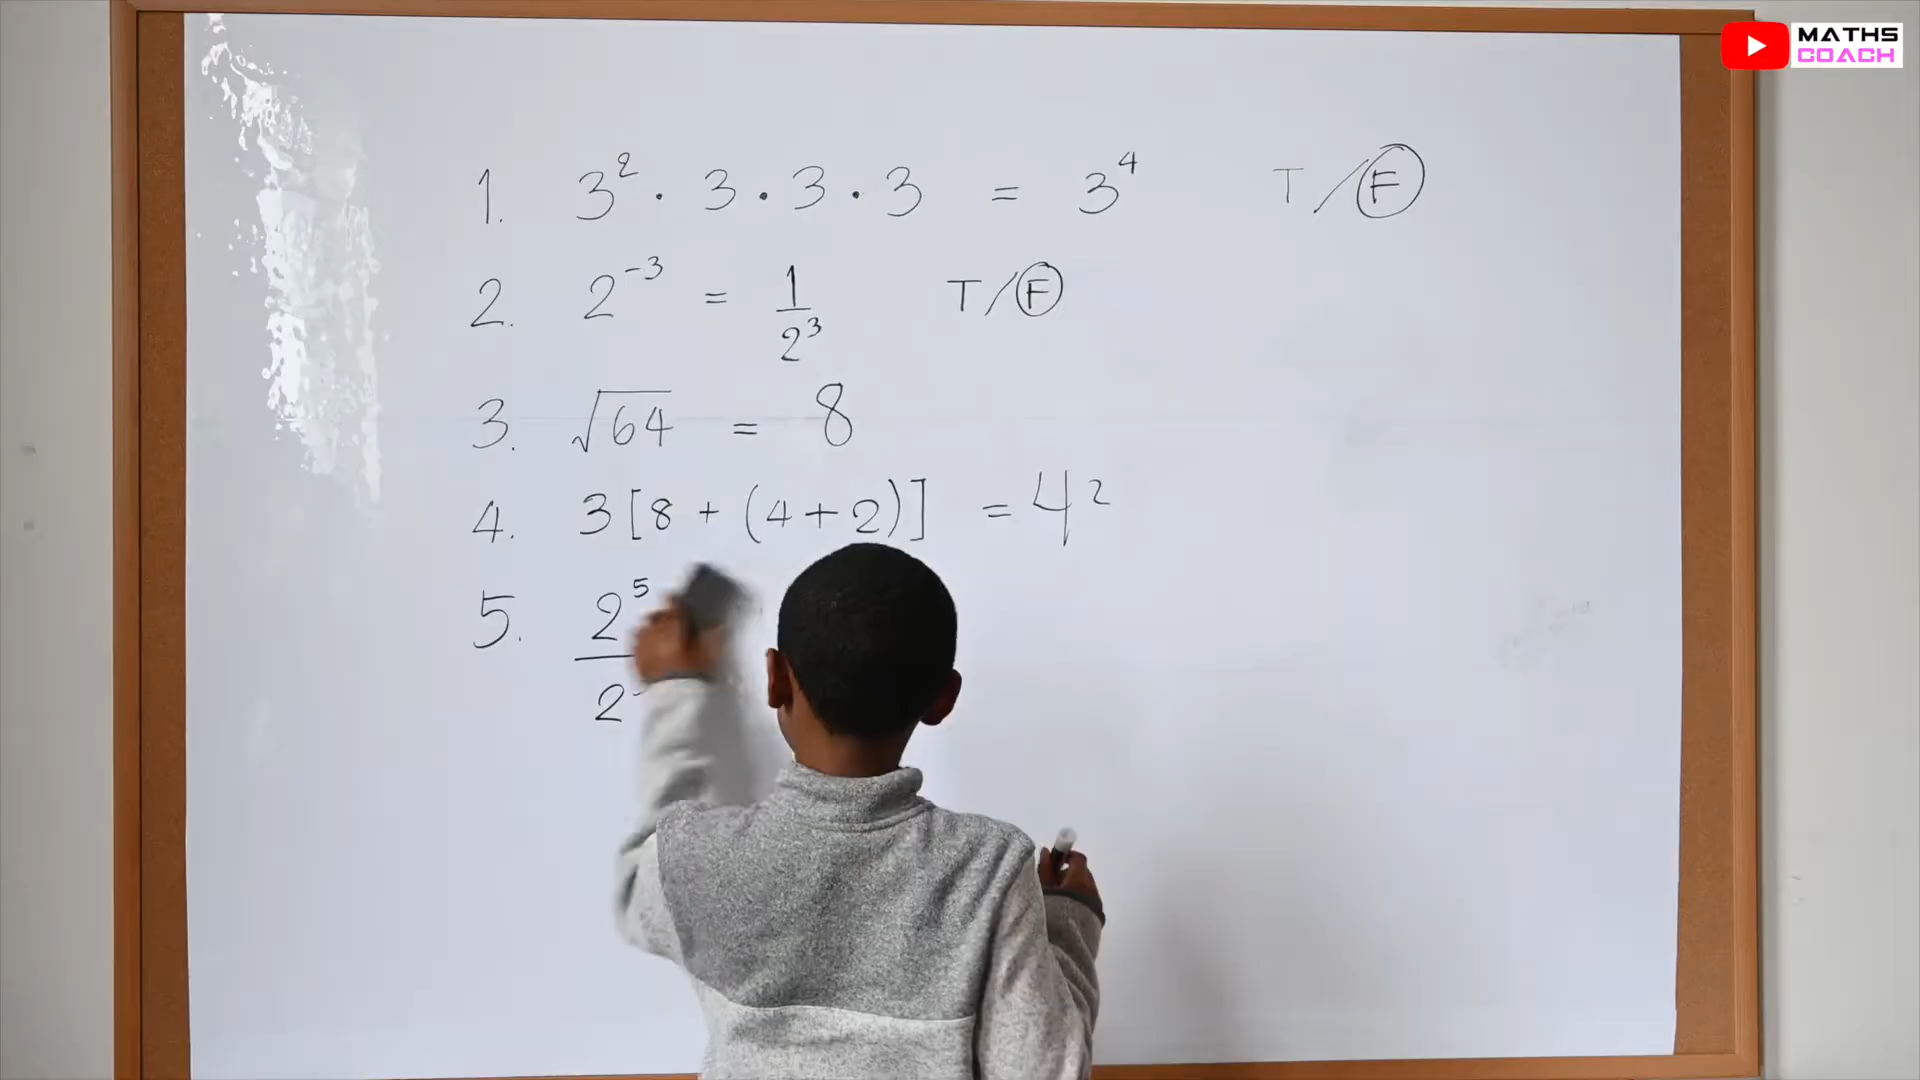 MATHS
COACH
1. 3² · 3 · 3 · 3 = 3⁴ T/F
2. 2⁻³ = 1/2³ T/F
3. √64 = 8
4. 3[8 + (4+2)] = 42
5. 2⁵/2